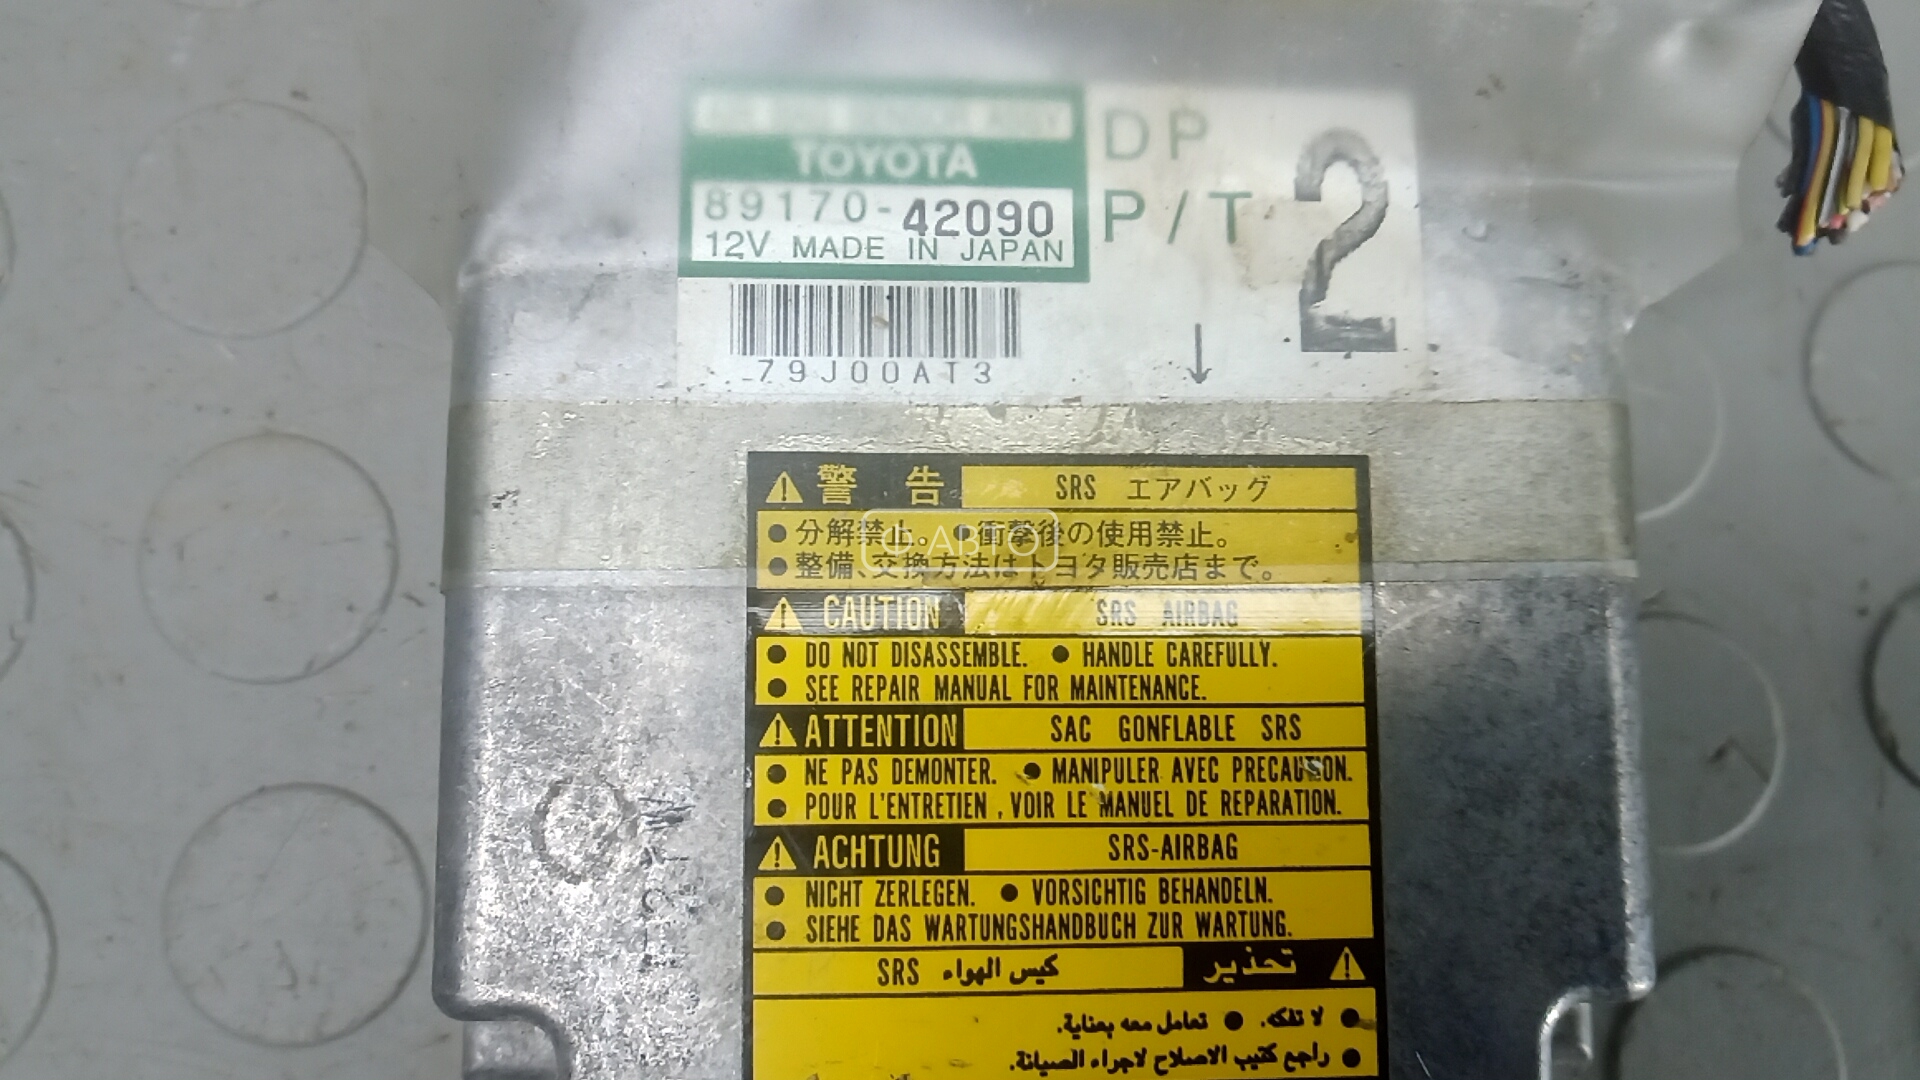 TOYOTA
89170-42090
12V MADE IN JAPAN
DP
P/T 2
79J00AT3
警告 SRS エアバッグ
●分解禁止。 ●衝撃後の使用禁止。
●整備、交換方法はトヨタ販売店まで。
Ф АВТО
CAUTION SRS AIRBAG
● DO NOT DISASSEMBLE. ● HANDLE CAREFULLY.
● SEE REPAIR MANUAL FOR MAINTENANCE.
ATTENTION SAC GONFLABLE SRS
● NE PAS DEMONTER. ● MANIPULER AVEC PRECAUTION.
● POUR L'ENTRETIEN, VOIR LE MANUEL DE REPARATION.
ACHTUNG SRS-AIRBAG
● NICHT ZERLEGEN. ● VORSICHTIG BEHANDELN.
● SIEHE DAS WARTUNGSHANDBUCH ZUR WARTUNG.
تحذير كيس الهواء SRS
● لا تفكه. ● تعامل معه بعناية.
● راجع كتيب الاصلاح لاجراء الصيانة.